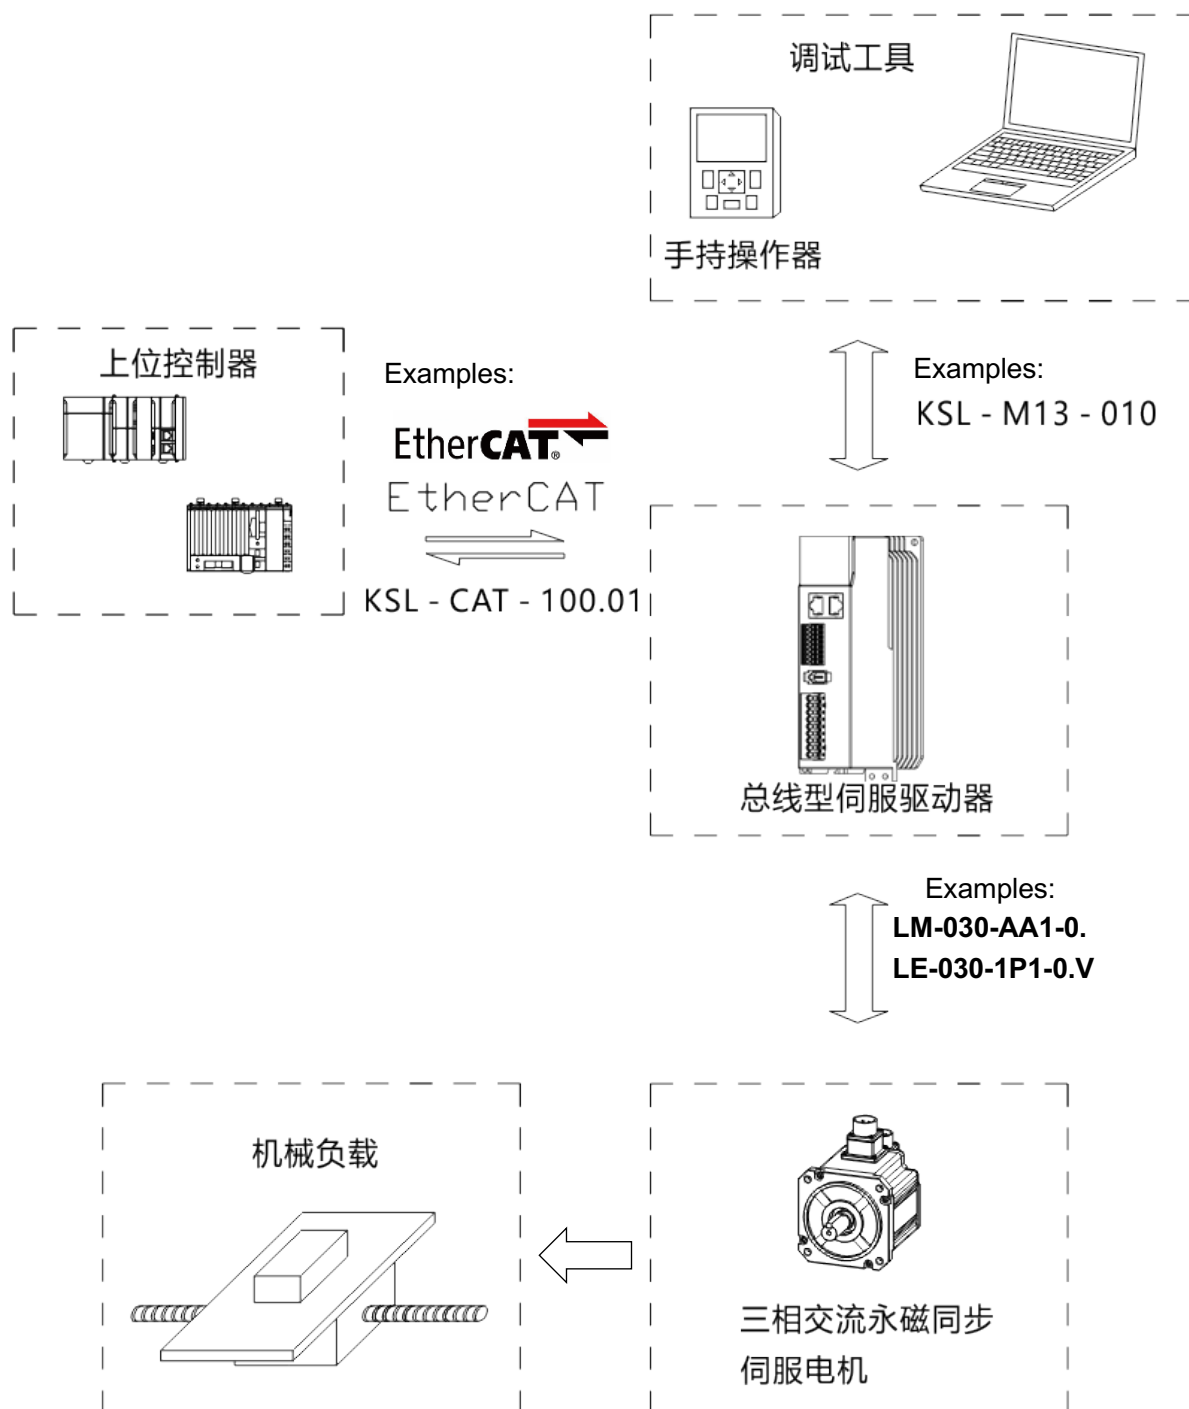 调试工具
手持操作器
上位控制器
Examples:
EtherCAT®
EtherCAT
KSL - CAT - 100.01
Examples:
KSL - M13 - 010
总线型伺服驱动器
Examples:
LM-030-AA1-0.
LE-030-1P1-0.V
机械负载
三相交流永磁同步
伺服电机